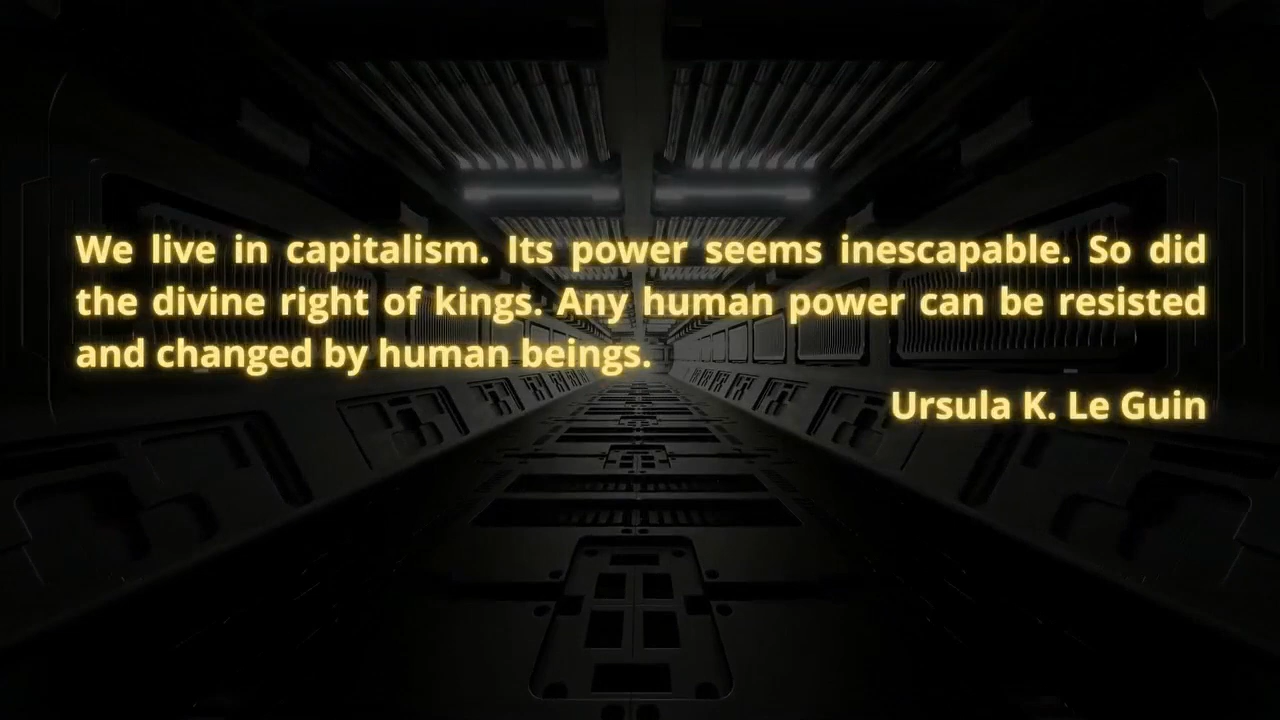 We live in capitalism. Its power seems inescapable. So did
the divine right of kings. Any human power can be resisted
and changed by human beings.
Ursula K. Le Guin